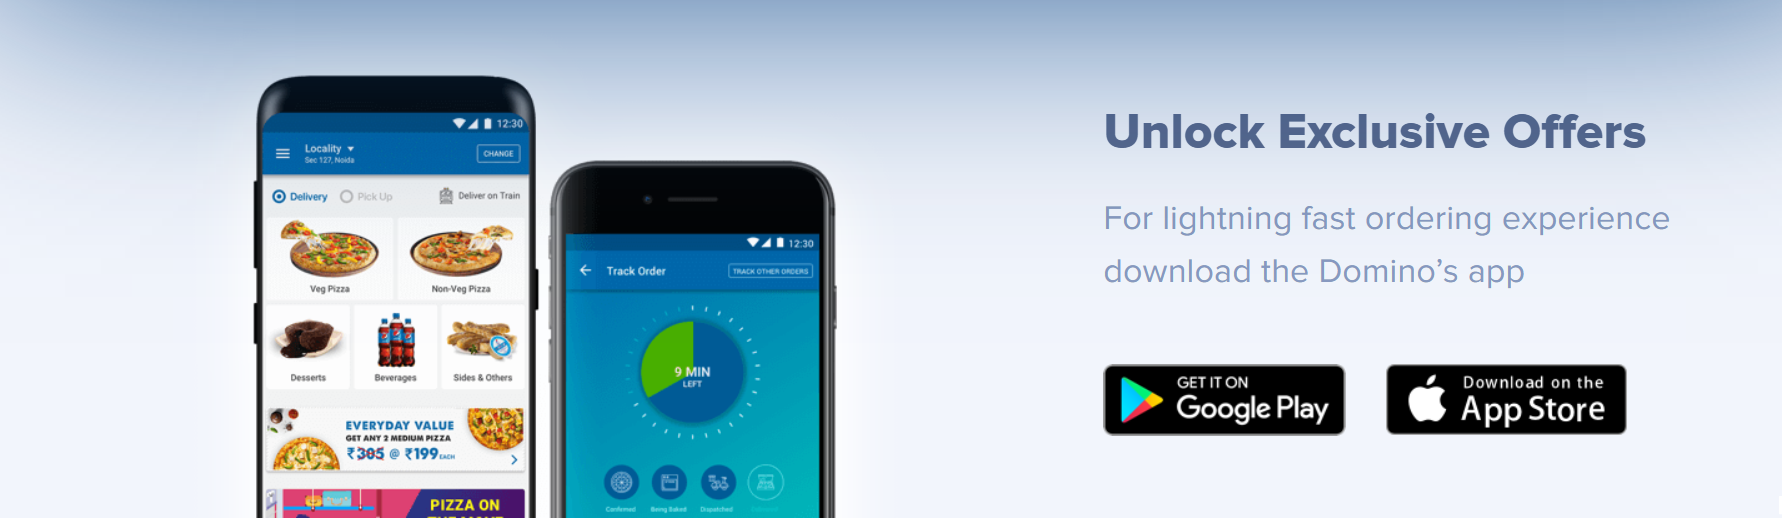 12:30
Locality
Sec 127, Noida
CHANGE
Delivery
Pick Up
Deliver on Train
Veg Pizza
Non-Veg Pizza
Desserts
Beverages
Sides & Others
EVERYDAY VALUE
GET ANY 2 MEDIUM PIZZA
₹305 @ ₹199 EACH
PIZZA ON
12:30
Track Order
TRACK OTHER ORDERS
9 MIN
LEFT
Confirmed
Being Baked
Dispatched
Unlock Exclusive Offers
For lightning fast ordering experience
download the Domino's app
GET IT ON
Google Play
Download on the
App Store